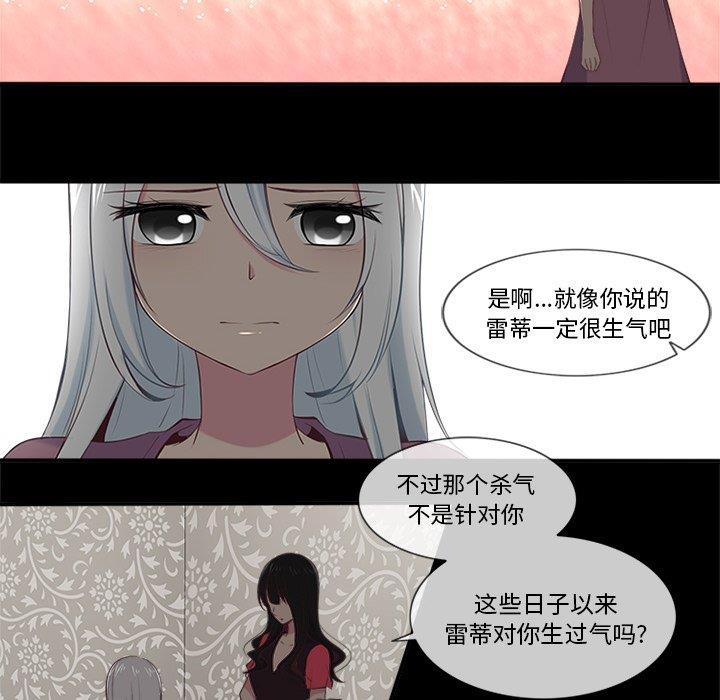 是啊...就像你说的
雷蒂一定很生气吧
不过那个杀气
不是针对你
这些日子以来
雷蒂对你生过气吗?